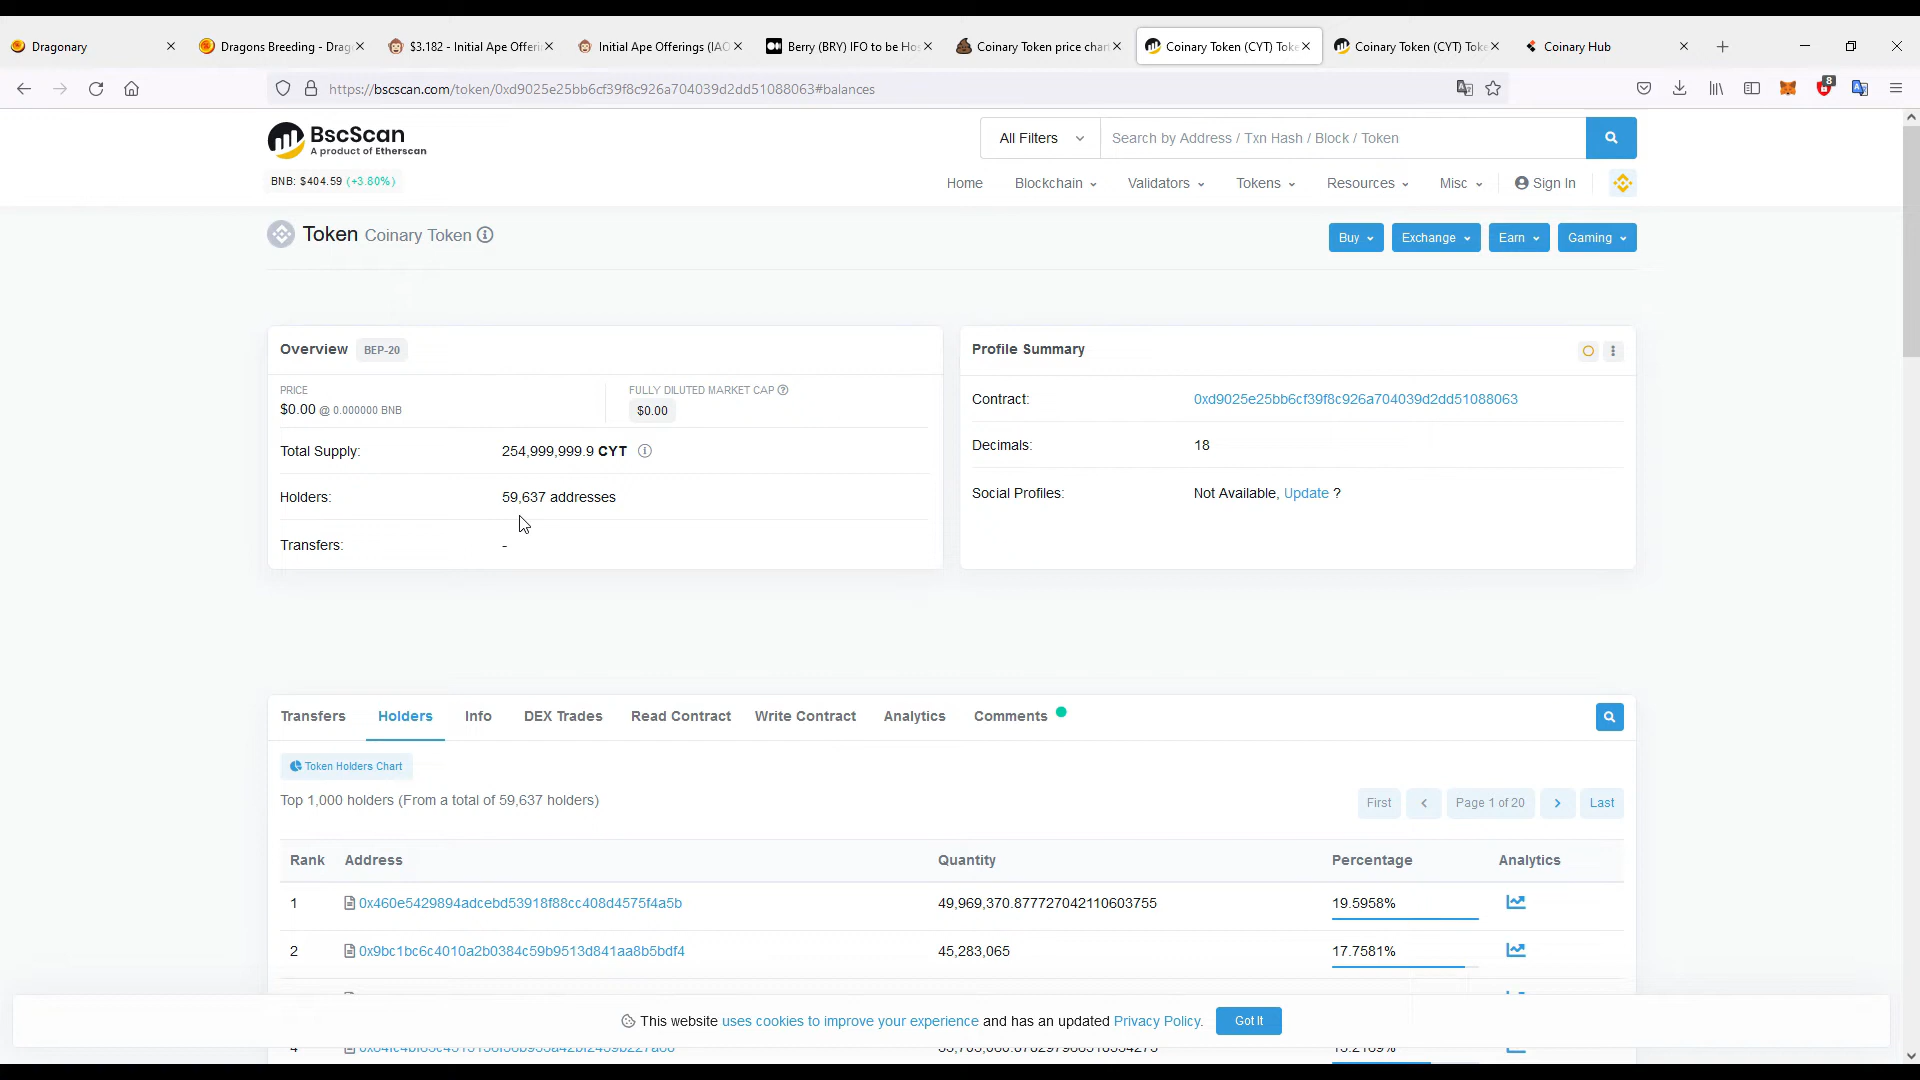 Dragonary
Dragons Breeding - Drag
$3.182 - Initial Ape Offeri
Initial Ape Offerings (IAO
Berry (BRY) IFO to be Ho
Coinary Token price char
Coinary Token (CYT) Toke
Coinary Token (CYT) Toke
Coinary Hub
https://bscscan.com/token/0xd9025e25bb6cf39f8c926a704039d2dd51088063#balances
8
BscScan
A product of Etherscan
All Filters
Search by Address / Txn Hash / Block / Token
BNB: $404.59 (+3.80%)
Home
Blockchain
Validators
Tokens
Resources
Misc
Sign In
Token Coinary Token
Buy
Exchange
Earn
Gaming
Overview BEP-20
PRICE
$0.00 @ 0.000000 BNB
FULLY DILUTED MARKET CAP
$0.00
Total Supply: 254,999,999.9 CYT
Holders: 59,637 addresses
Transfers: -
Profile Summary
Contract: 0xd9025e25bb6cf39f8c926a704039d2dd51088063
Decimals: 18
Social Profiles: Not Available, Update ?
Transfers
Holders
Info
DEX Trades
Read Contract
Write Contract
Analytics
Comments
Token Holders Chart
Top 1,000 holders (From a total of 59,637 holders)
First
Page 1 of 20
Last
Rank Address Quantity Percentage Analytics
1 0x460e5429894adcebd53918f88cc408d4575f4a5b 49,969,370.877727042110603755 19.5958%
2 0x9bc1bc6c4010a2b0384c59b9513d841aa8b5bdf4 45,283,065 17.7581%
This website uses cookies to improve your experience and has an updated Privacy Policy.
Got It